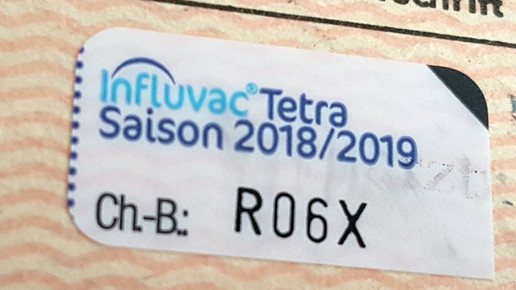 Influvac® Tetra
Saison 2018/2019
Ch.-B.: R06X